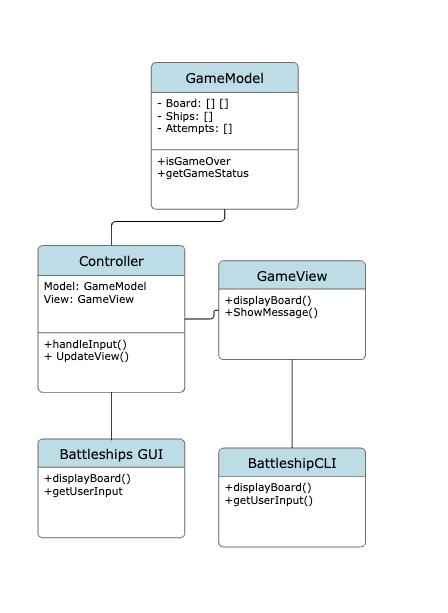 GameModel
- Board: [] []
- Ships: []
- Attempts: []
+isGameOver
+getGameStatus
Controller
Model: GameModel
View: GameView
+handleInput()
+ UpdateView()
GameView
+displayBoard()
+ShowMessage()
Battleships GUI
+displayBoard()
+getUserInput
BattleshipCLI
+displayBoard()
+getUserInput()